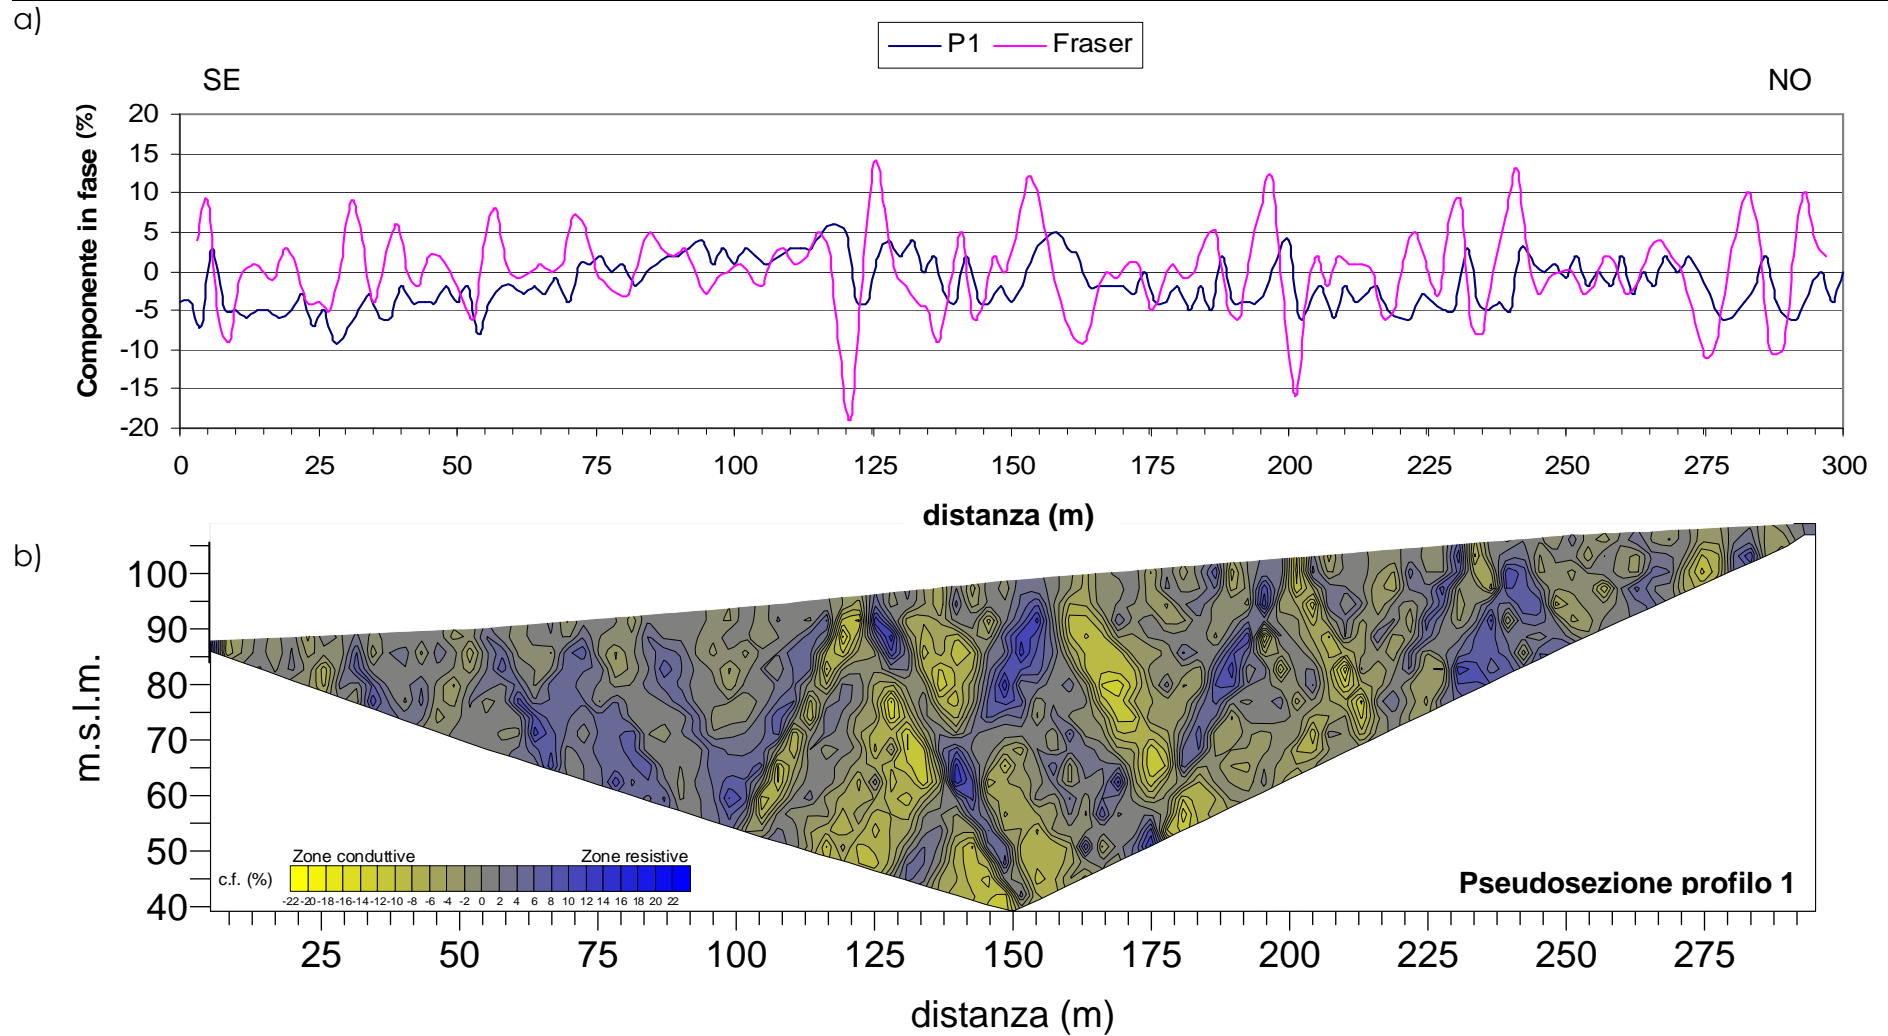 a)
P1 Fraser
SE NO
Componente in fase (%)
20
15
10
5
0
-5
-10
-15
-20
0 25 50 75 100 125 150 175 200 225 250 275 300
distanza (m)
b)
m.s.l.m.
100
90
80
70
60
50
40
Zone conduttive Zone resistive
c.f. (%)
-22 -20 -18 -16 -14 -12 -10 -8 -6 -4 -2 0 2 4 6 8 10 12 14 16 18 20 22
Pseudosezione profilo 1
25 50 75 100 125 150 175 200 225 250 275
distanza (m)